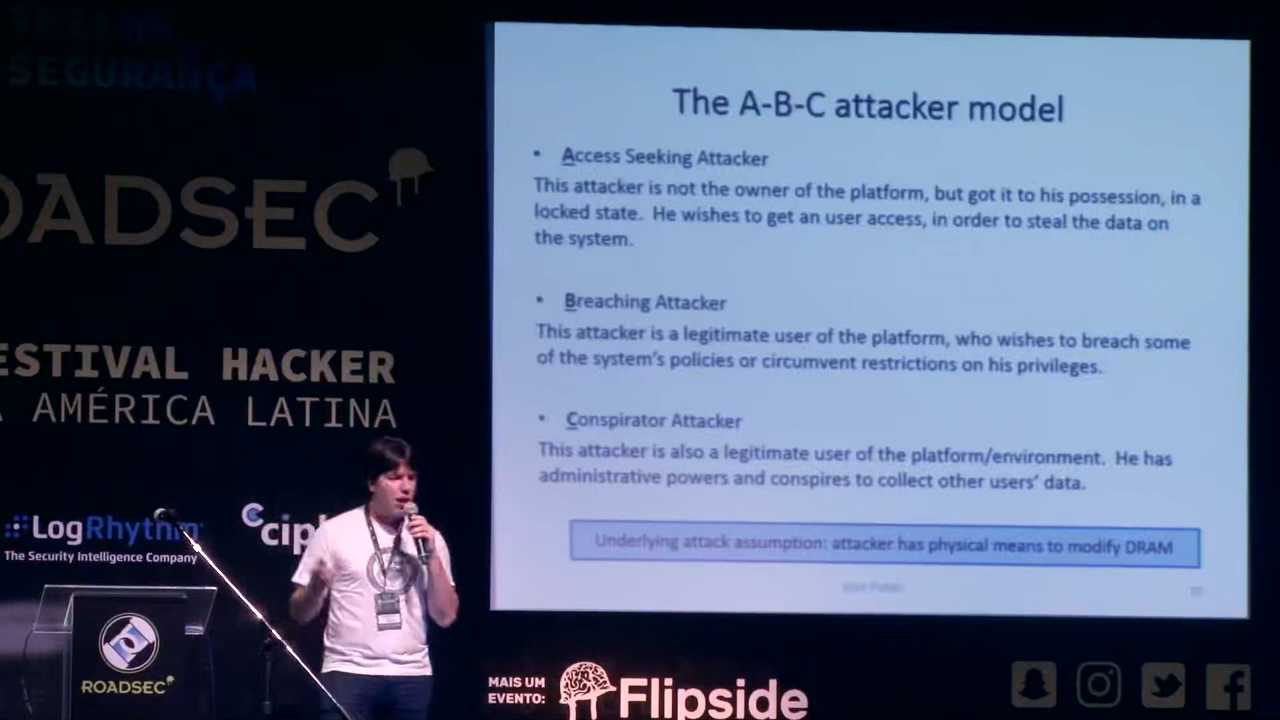 SEGURANÇA
OADSEC
ESTIVAL HACKER
A AMÉRICA LATINA
LogRhythm
The Security Intelligence Company
ROADSEC
The A-B-C attacker model
• Access Seeking Attacker
This attacker is not the owner of the platform, but got it to his possession, in a
locked state. He wishes to get an user access, in order to steal the data on
the system.
• Breaching Attacker
This attacker is a legitimate user of the platform, who wishes to breach some
of the system's policies or circumvent restrictions on his privileges.
• Conspirator Attacker
This attacker is also a legitimate user of the platform/environment. He has
administrative powers and conspires to collect other users' data.
Underlying attack assumption: attacker has physical means to modify DRAM
MAIS UM
EVENTO:
Flipside